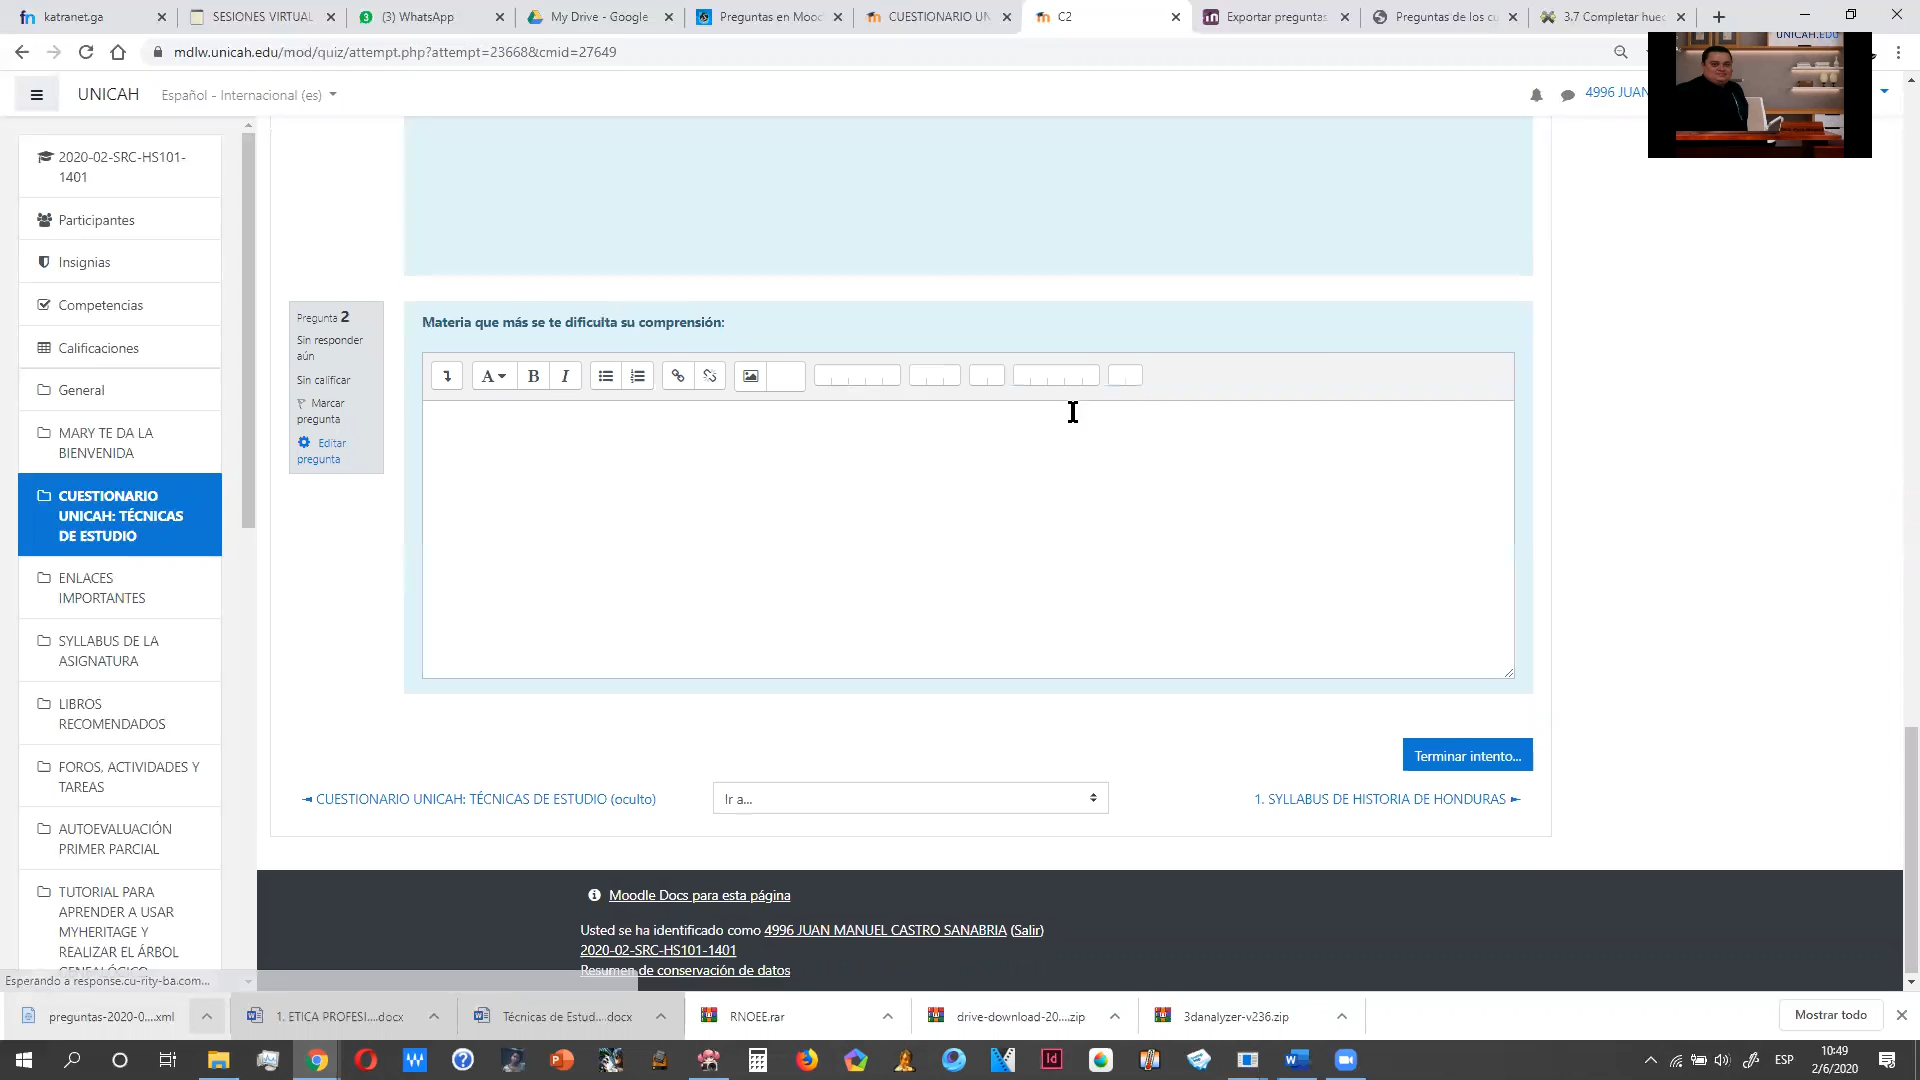 katranet.ga
SESIONES VIRTUAL
(3) WhatsApp
My Drive - Google
Preguntas en Mood
CUESTIONARIO UN
C2
Exportar preguntas
Preguntas de los cu
3.7 Completar huec
mdlw.unicah.edu/mod/quiz/attempt.php?attempt=23668&cmid=27649
UNICAH.EDU
UNICAH
Español - Internacional (es)
4996 JUAN
2020-02-SRC-HS101-
1401
Participantes
Insignias
Competencias
Calificaciones
General
MARY TE DA LA
BIENVENIDA
CUESTIONARIO
UNICAH: TÉCNICAS
DE ESTUDIO
ENLACES
IMPORTANTES
SYLLABUS DE LA
ASIGNATURA
LIBROS
RECOMENDADOS
FOROS, ACTIVIDADES Y
TAREAS
AUTOEVALUACIÓN
PRIMER PARCIAL
TUTORIAL PARA
APRENDER A USAR
MYHERITAGE Y
REALIZAR EL ÁRBOL
GENEALÓGICO
Pregunta 2
Sin responder
aún
Sin calificar
Marcar
pregunta
Editar
pregunta
Materia que más se te dificulta su comprensión:
A B I
Terminar intento...
◄ CUESTIONARIO UNICAH: TÉCNICAS DE ESTUDIO (oculto)
Ir a...
1. SYLLABUS DE HISTORIA DE HONDURAS ►
Moodle Docs para esta página
Usted se ha identificado como 4996 JUAN MANUEL CASTRO SANABRIA (Salir)
2020-02-SRC-HS101-1401
Resumen de conservación de datos
Esperando a response.cu-rity-ba.com...
preguntas-2020-0....xml
1. ETICA PROFESI....docx
Técnicas de Estud....docx
RNOEE.rar
drive-download-20....zip
3danalyzer-v236.zip
Mostrar todo
ESP
10:49
2/6/2020